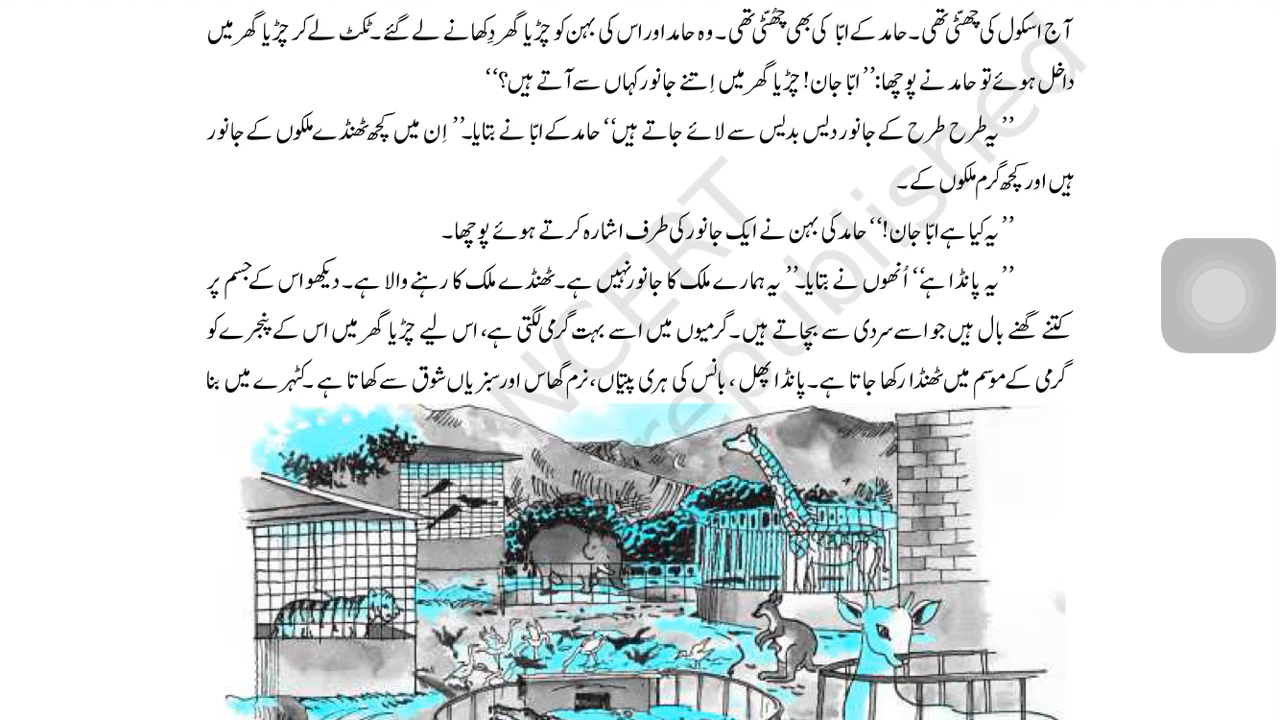 آج اسکول کی چھٹّی تھی۔ حامد کے ابّا کی بھی چھٹّی تھی۔ وہ حامد اور اس کی بہن کو چڑیا گھر دِکھانے لے گئے۔ ٹکٹ لے کر چڑیا گھر میں
داخل ہوئے تو حامد نے پوچھا: ’’ابّا جان! چڑیا گھر میں اِتنے جانور کہاں سے آتے ہیں؟‘‘
’’یہ طرح طرح کے جانور دیس بدیس سے لائے جاتے ہیں‘‘ حامد کے ابّا نے بتایا۔ ’’اِن میں کچھ ٹھنڈے ملکوں کے جانور
ہیں اور کچھ گرم ملکوں کے۔
’’یہ کیا ہے ابّا جان!‘‘ حامد کی بہن نے ایک جانور کی طرف اشارہ کرتے ہوئے پوچھا۔
’’یہ پانڈا ہے‘‘ اُنھوں نے بتایا۔ ’’یہ ہمارے ملک کا جانور نہیں ہے۔ ٹھنڈے ملک کا رہنے والا ہے۔ دیکھو اس کے جسم پر
کتنے گھنے بال ہیں جو اسے سردی سے بچاتے ہیں۔ گرمیوں میں اسے بہت گرمی لگتی ہے، اس لیے چڑیا گھر میں اس کے پنجرے کو
گرمی کے موسم میں ٹھنڈا رکھا جاتا ہے۔ پانڈا پھل، بانس کی ہری پتیّاں، نرم گھاس اور سبزیاں شوق سے کھاتا ہے۔ کٹہرے میں بنا
NCERT
republished